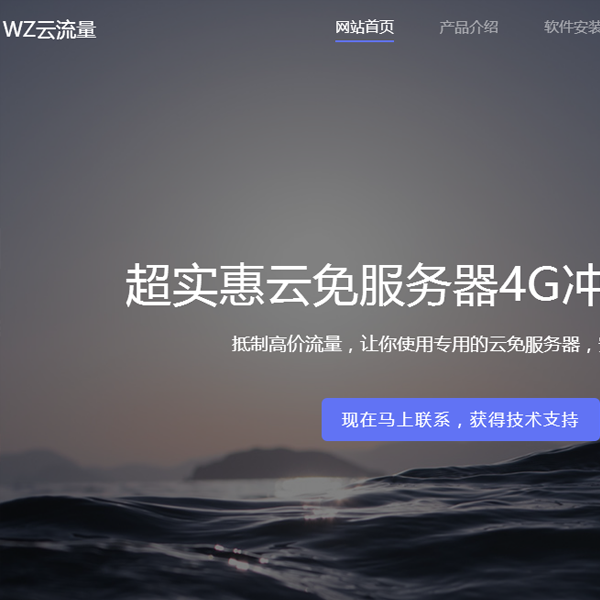 WZ云流量
网站首页
产品介绍
软件安装
超实惠云免服务器4G冲
抵制高价流量，让你使用专用的云免服务器，
现在马上联系，获得技术支持